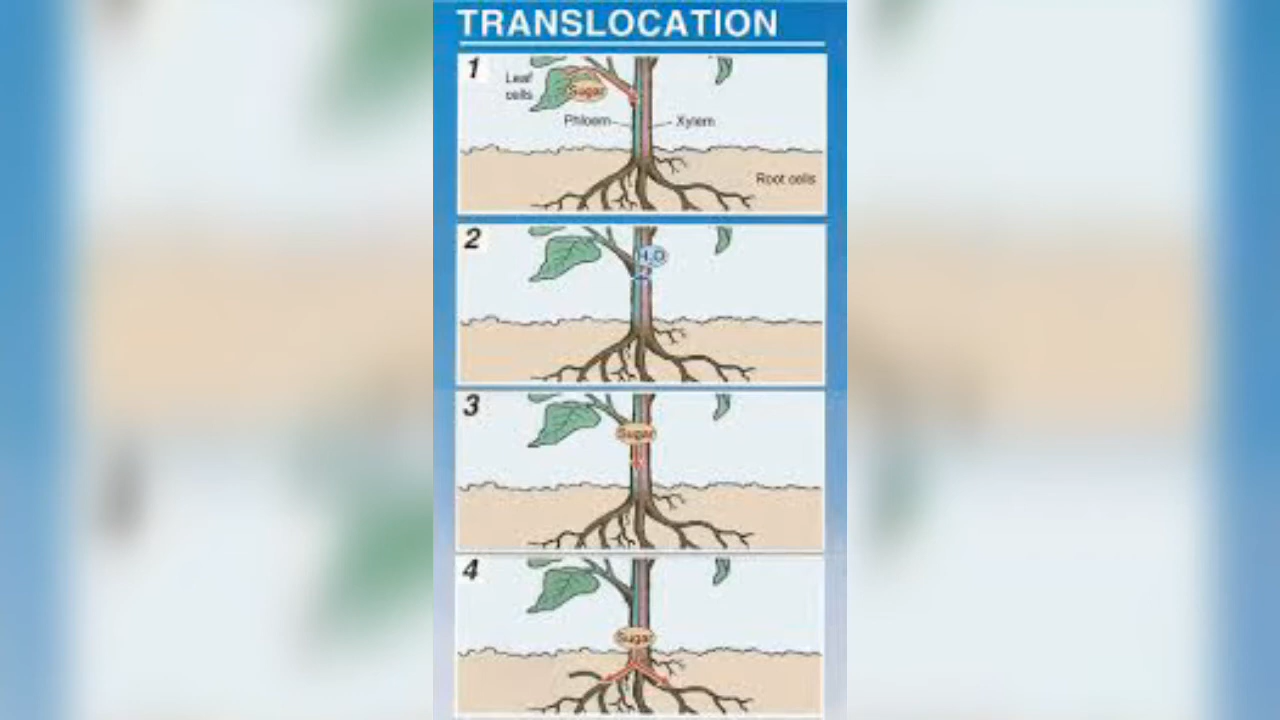 TRANSLOCATION
1
Leaf
cells
Sugar
Phloem
Xylem
Root cells
2
H₂O
3
Sugar
4
Sugar